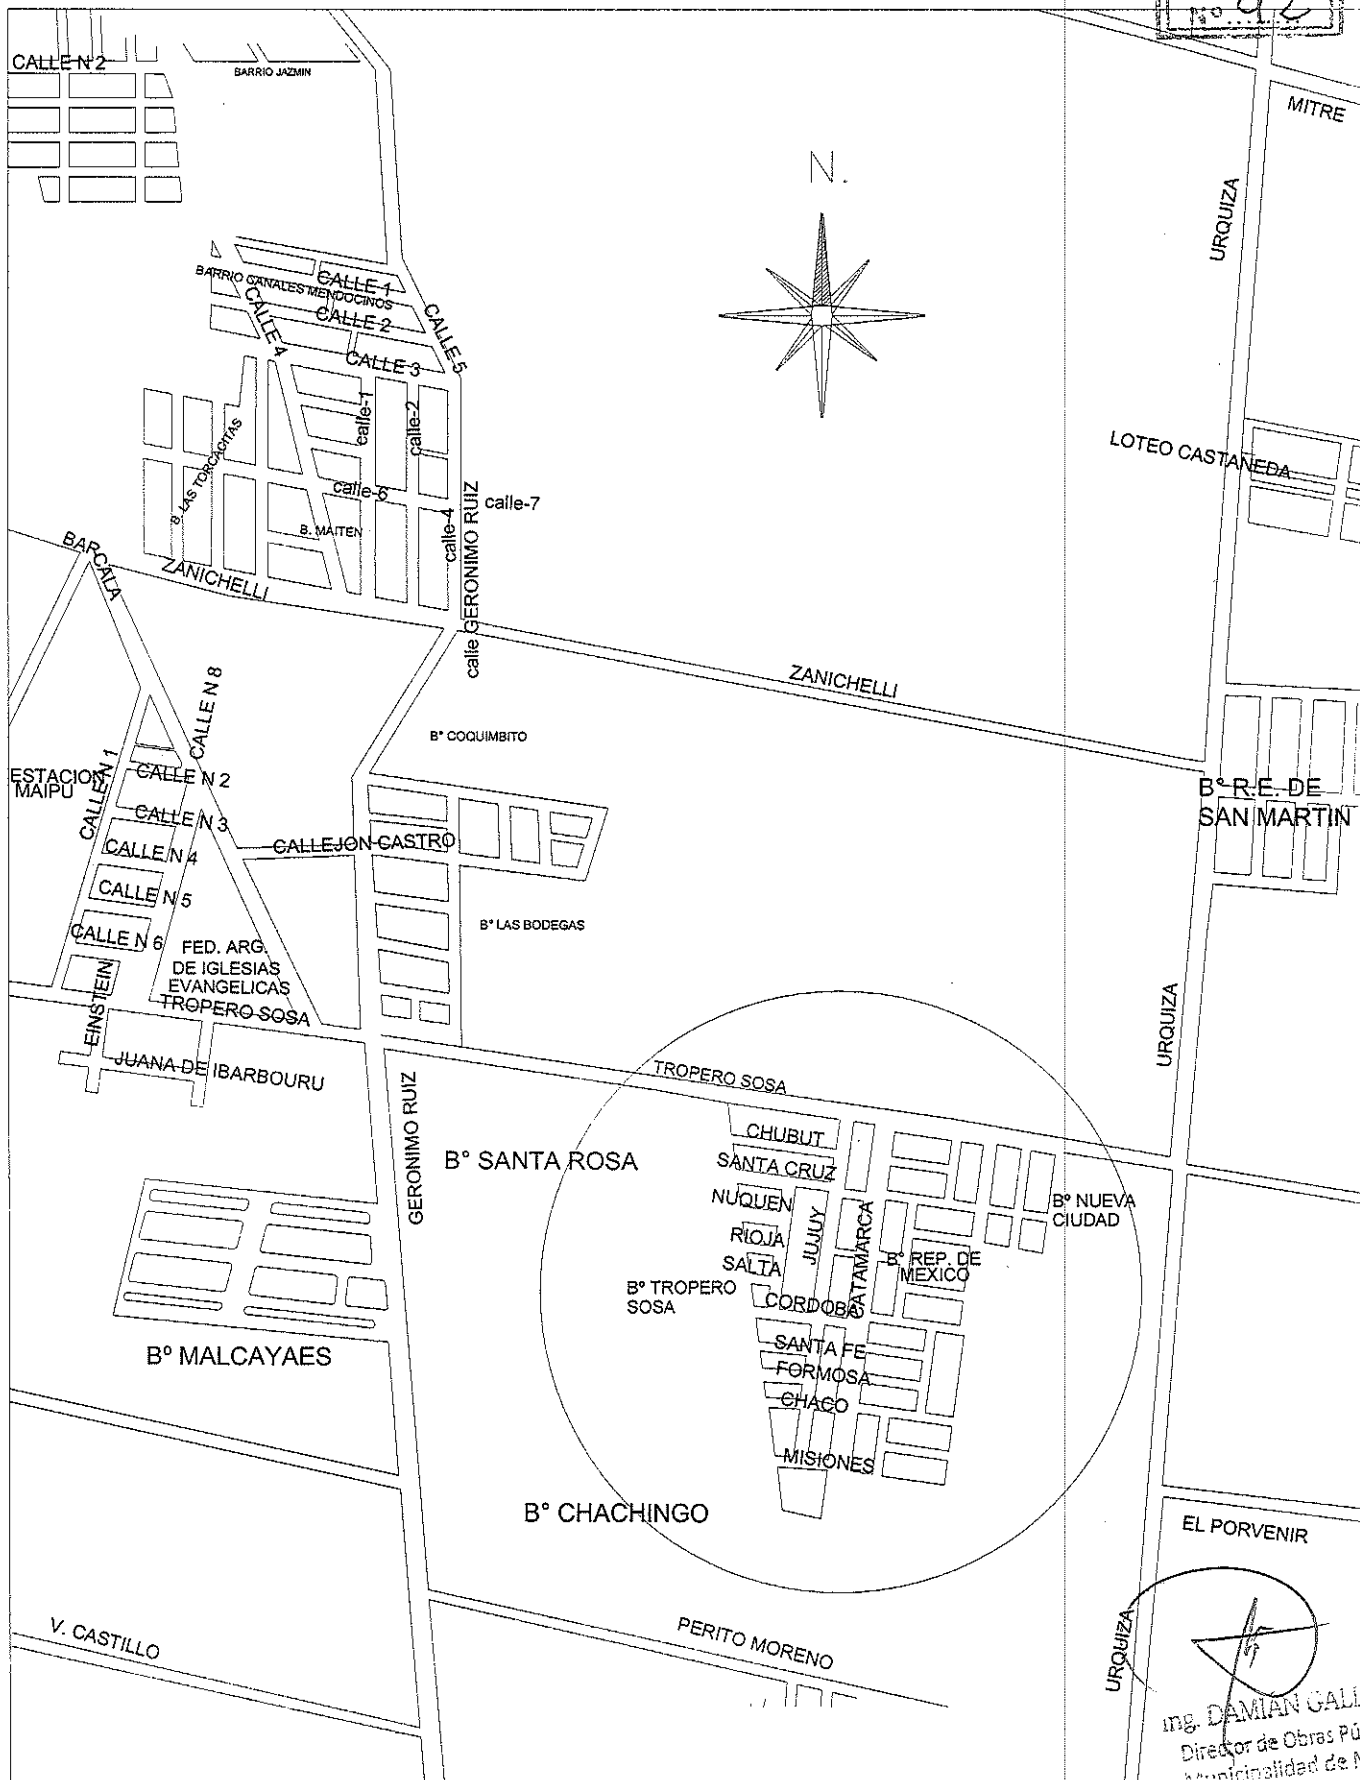 No. 92
CALLE N 2
BARRIO JAZMIN
MITRE
N.
URQUIZA
BARRIO CANALES MENDOCINOS
CALLE 1
CALLE 2
CALLE 3
CALLE 4
CALLE 5
calle-1
calle-2
B. LAS TORCACITAS
calle-6
calle-7
B. MAITEN
calle-4
calle GERONIMO RUIZ
LOTEO CASTAÑEDA
BARCALA
ZANICHELLI
ZANICHELLI
CALLE N 8
B° COQUIMBITO
ESTACION
MAIPU
CALLE N 1
CALLE N 2
CALLE N 3
CALLE N 4
CALLE N 5
CALLE N 6
CALLEJON CASTRO
B° R.E. DE
SAN MARTIN
B° LAS BODEGAS
FED. ARG.
DE IGLESIAS
EVANGELICAS
TROPERO SOSA
EINSTEIN
JUANA DE IBARBOURU
URQUIZA
TROPERO SOSA
GERONIMO RUIZ
B° SANTA ROSA
CHUBUT
SANTA CRUZ
NUQUEN
RIOJA
SALTA
JUJUY
CATAMARCA
B° NUEVA
CIUDAD
B° REP. DE
MEXICO
B° TROPERO
SOSA
CORDOBA
SANTA FE
FORMOSA
CHACO
MISIONES
B° MALCAYAES
B° CHACHINGO
EL PORVENIR
V. CASTILLO
PERITO MORENO
URQUIZA
Ing. DAMIAN
Director de Obras
Municipalidad de